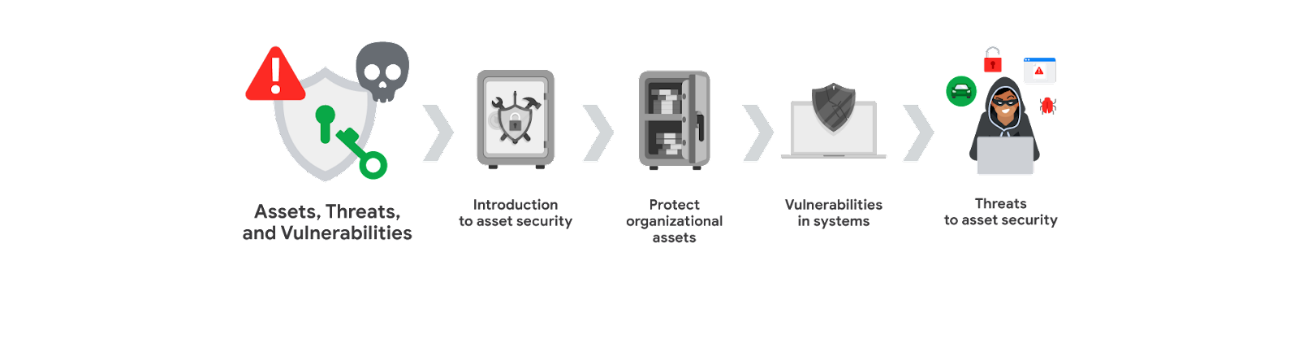 Assets, Threats,
and Vulnerabilities
Introduction
to asset security
Protect
organizational
assets
Vulnerabilities
in systems
Threats
to asset security